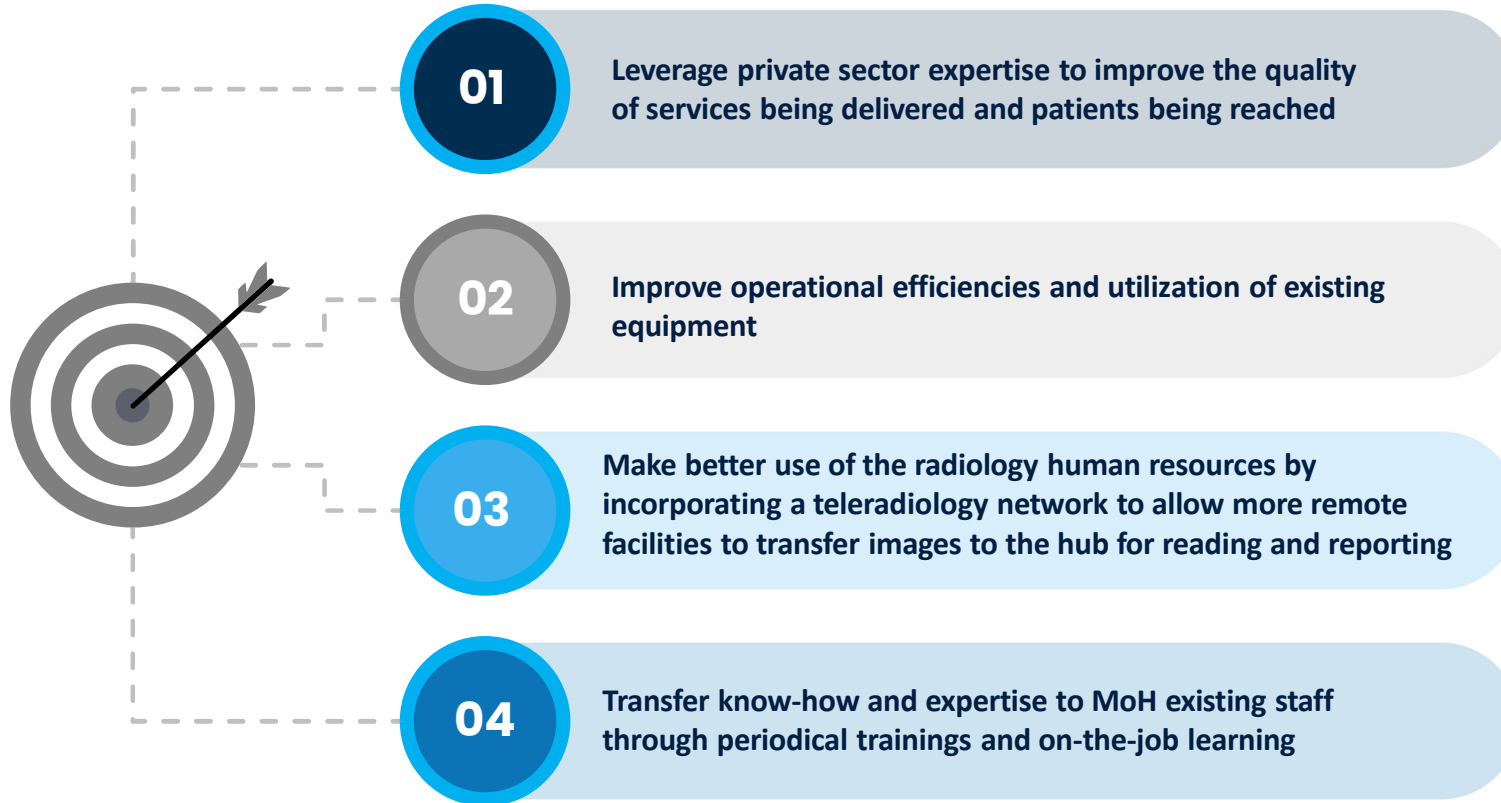 01
Leverage private sector expertise to improve the quality
of services being delivered and patients being reached
02
Improve operational efficiencies and utilization of existing
equipment
03
Make better use of the radiology human resources by
incorporating a teleradiology network to allow more remote
facilities to transfer images to the hub for reading and reporting
04
Transfer know-how and expertise to MoH existing staff
through periodical trainings and on-the-job learning